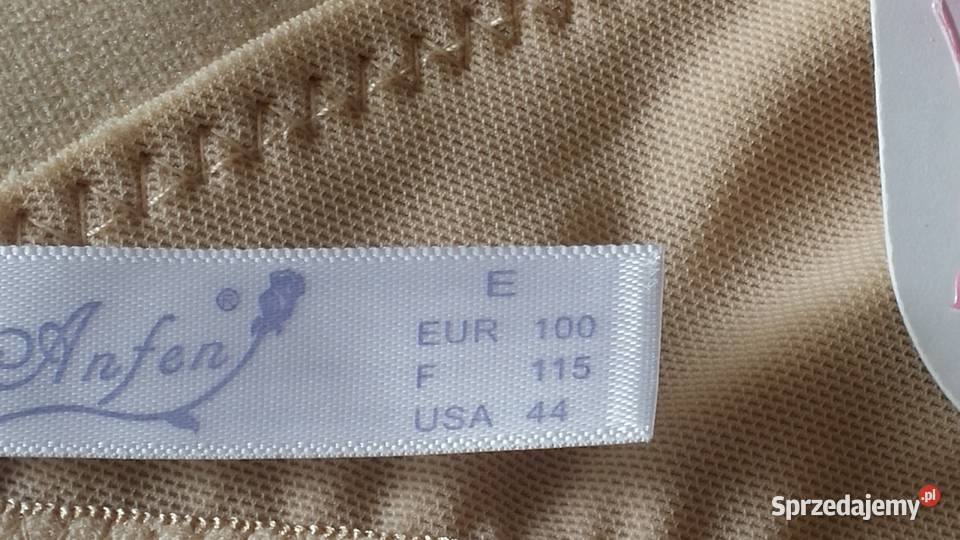 Anfen®
E
EUR 100
F 115
USA 44
Sprzedajemy.pl